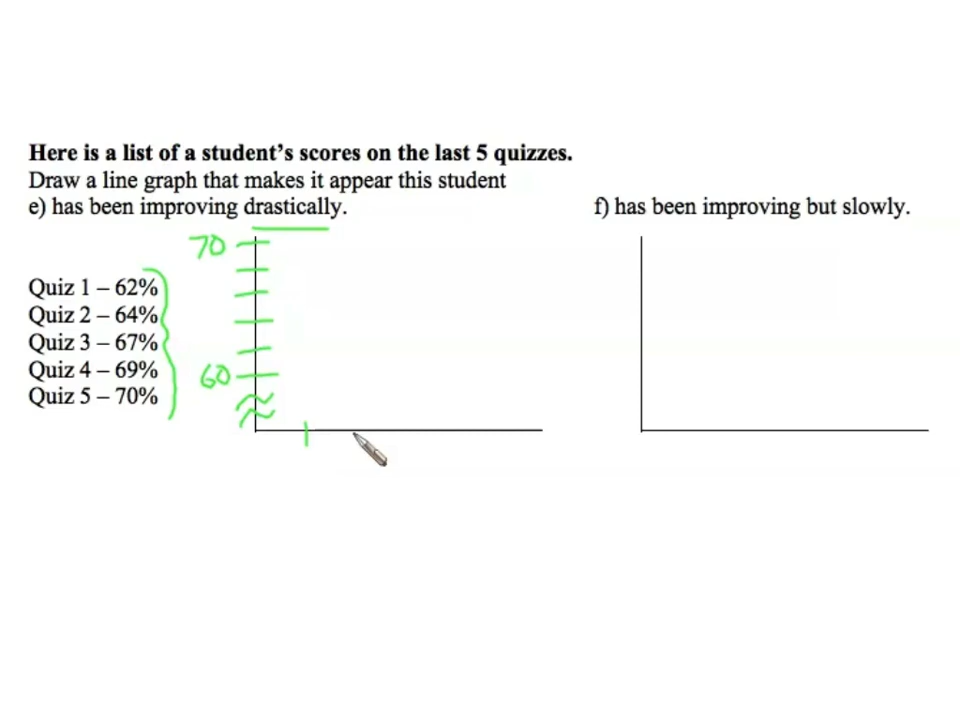 Here is a list of a student's scores on the last 5 quizzes.
Draw a line graph that makes it appear this student
e) has been improving drastically.
f) has been improving but slowly.
70
Quiz 1 – 62%
Quiz 2 – 64%
Quiz 3 – 67%
Quiz 4 – 69%
60
Quiz 5 – 70%